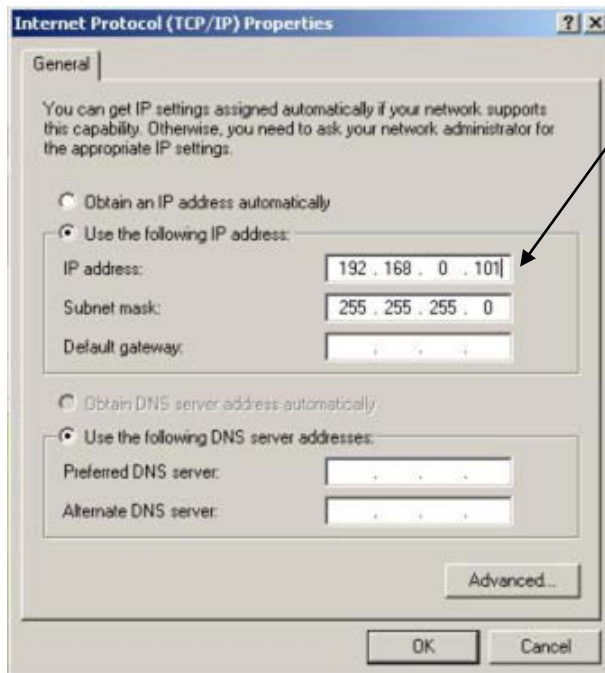 Internet Protocol (TCP/IP) Properties
General
You can get IP settings assigned automatically if your network supports
this capability. Otherwise, you need to ask your network administrator for
the appropriate IP settings.
Obtain an IP address automatically
Use the following IP address:
IP address: 192 . 168 . 0 . 101
Subnet mask: 255 . 255 . 255 . 0
Default gateway: . . .
Obtain DNS server address automatically
Use the following DNS server addresses:
Preferred DNS server: . . .
Alternate DNS server: . . .
Advanced...
OK Cancel